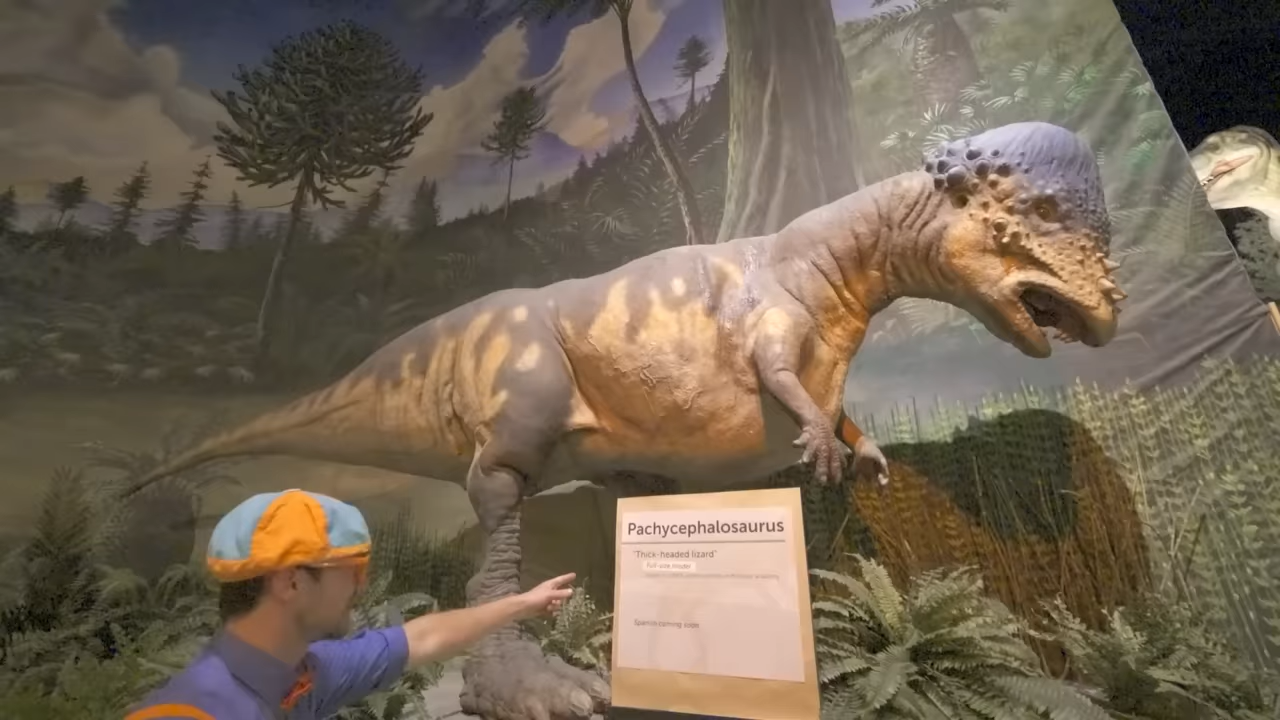 Pachycephalosaurus
"Thick-headed lizard"
Full-size model
Spanish coming soon